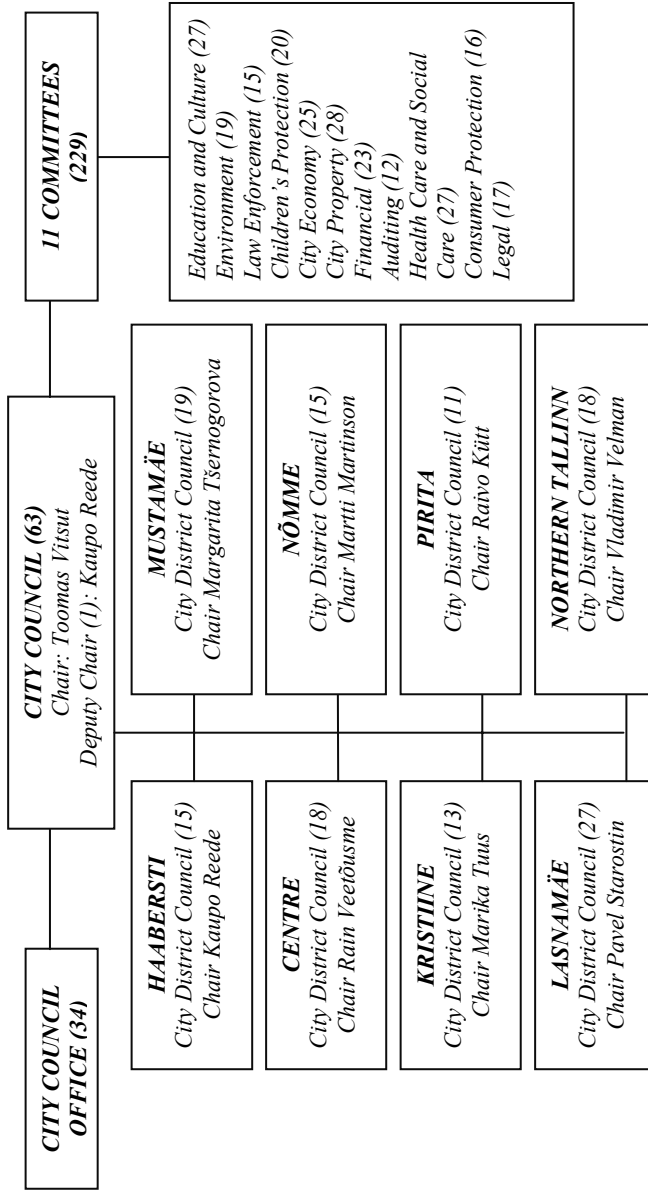 CITY COUNCIL
OFFICE (34)
CITY COUNCIL (63)
Chair: Toomas Vitsut
Deputy Chair (1): Kaupo Reede
11 COMMITTEES
(229)
HAABERSTI
City District Council (15)
Chair Kaupo Reede
MUSTAMÄE
City District Council (19)
Chair Margarita Tšernogorova
CENTRE
City District Council (18)
Chair Rain Veetõusme
NÕMME
City District Council (15)
Chair Martti Martinson
KRISTIINE
City District Council (13)
Chair Marika Tuus
PIRITA
City District Council (11)
Chair Raivo Kütt
LASNAMÄE
City District Council (27)
Chair Pavel Starostin
NORTHERN TALLINN
City District Council (18)
Chair Vladimir Velman
Education and Culture (27)
Environment (19)
Law Enforcement (15)
Children's Protection (20)
City Economy (25)
City Property (28)
Financial (23)
Auditing (12)
Health Care and Social
Care (27)
Consumer Protection (16)
Legal (17)